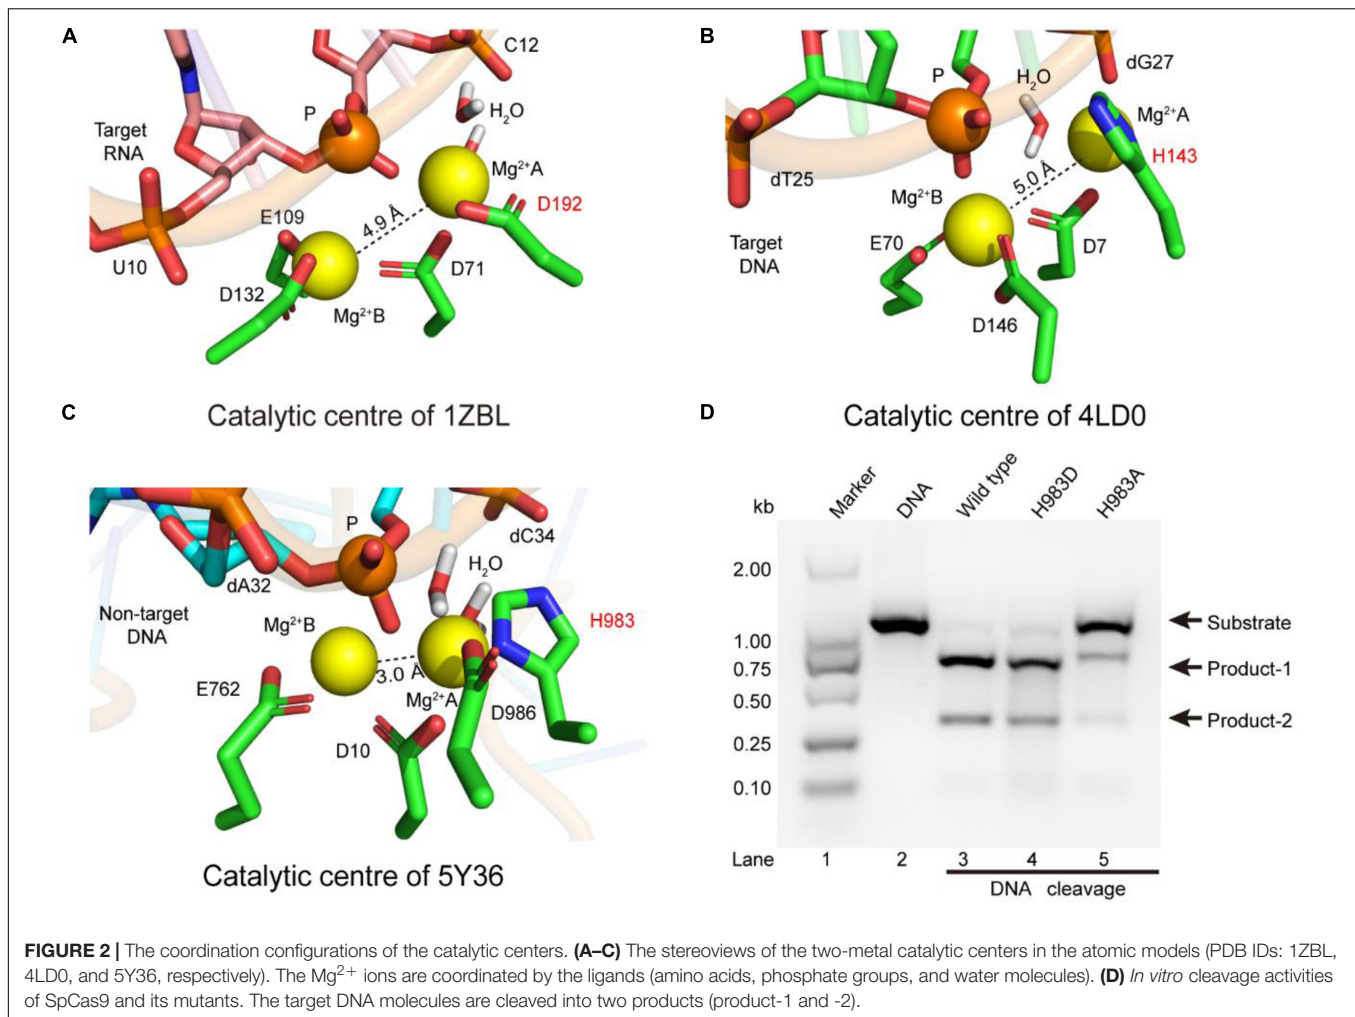 A
C12
H2O
P
Target
RNA
Mg2+A
D192
E109
4.9 Å
U10
D71
D132
Mg2+B
Catalytic centre of 1ZBL
B
dG27
P
H2O
Mg2+A
H143
dT25
5.0 Å
Mg2+B
Target
DNA
E70
D7
D146
Catalytic centre of 4LD0
C
P
dC34
H2O
dA32
Non-target
DNA
Mg2+B
H983
3.0 Å
E762
Mg2+A
D986
D10
Catalytic centre of 5Y36
D
kb
Marker
DNA
Wild type
H983D
H983A
2.00
1.00
0.75
0.50
0.25
0.10
Substrate
Product-1
Product-2
Lane 1 2 3 4 5
DNA cleavage
FIGURE 2 | The coordination configurations of the catalytic centers. (A–C) The stereoviews of the two-metal catalytic centers in the atomic models (PDB IDs: 1ZBL,
4LD0, and 5Y36, respectively). The Mg2+ ions are coordinated by the ligands (amino acids, phosphate groups, and water molecules). (D) In vitro cleavage activities
of SpCas9 and its mutants. The target DNA molecules are cleaved into two products (product-1 and -2).